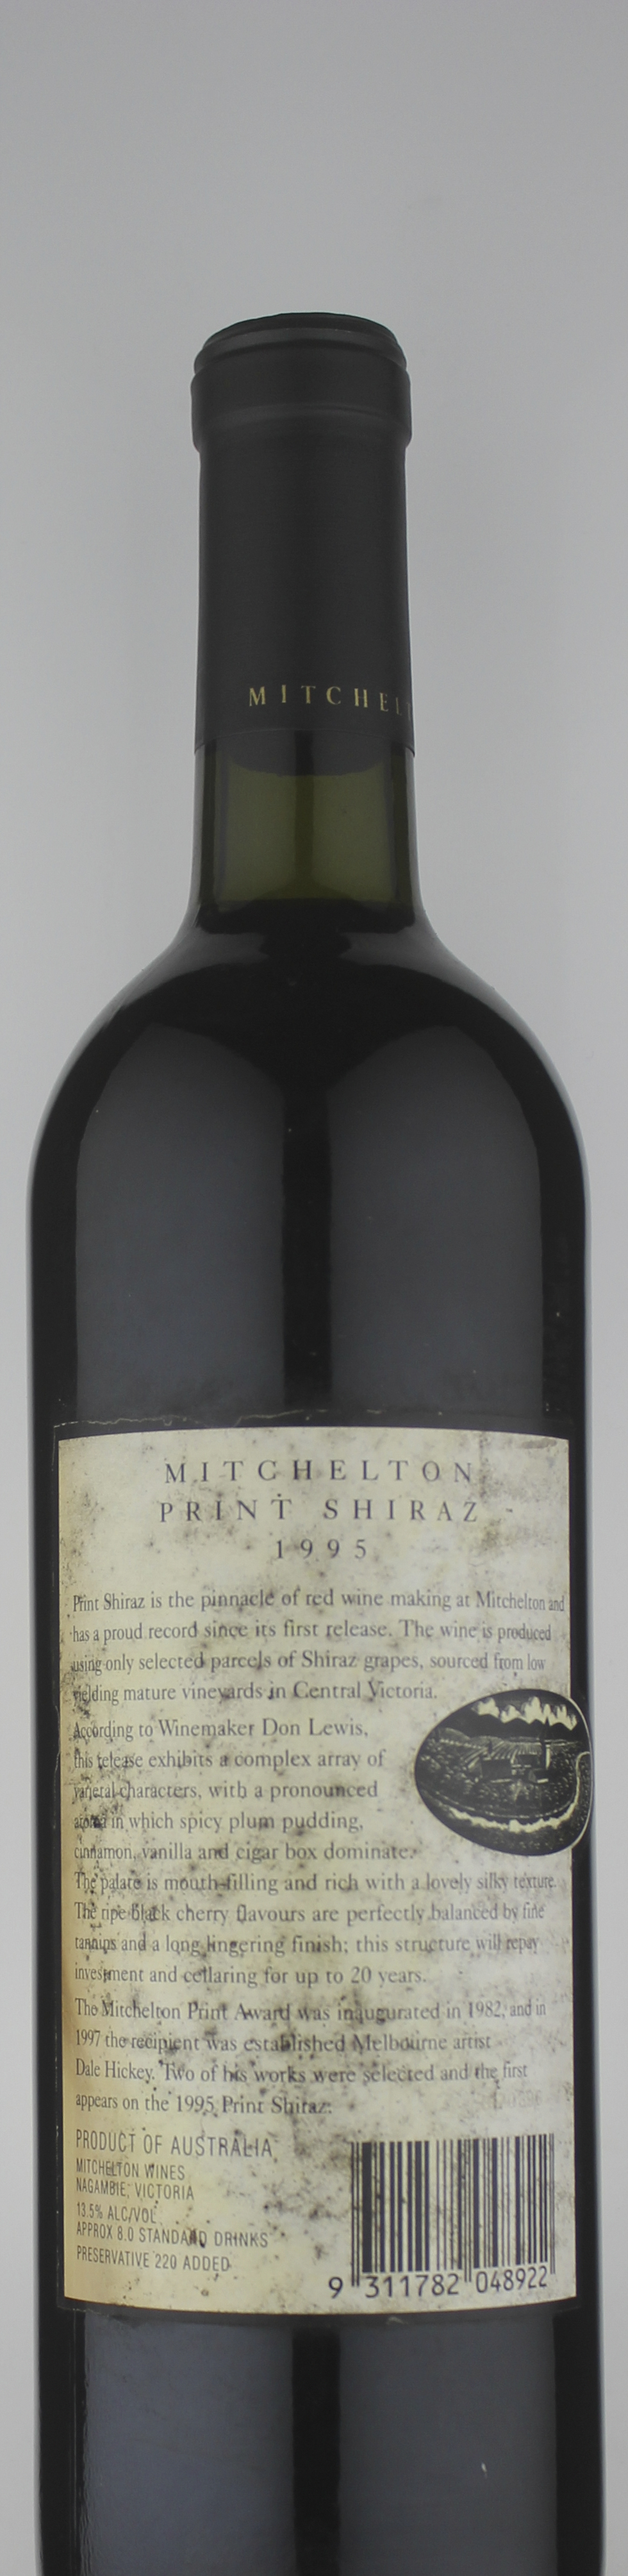 MITCHELT
MITCHELTON
PRINT SHIRAZ
1995
Print Shiraz is the pinnacle of red wine making at Mitchelton and
has a proud record since its first release. The wine is produced
using only selected parcels of Shiraz grapes, sourced from low
yielding mature vineyards in Central Victoria.
According to Winemaker Don Lewis,
this release exhibits a complex array of
varietal characters, with a pronounced
aroma in which spicy plum pudding,
cinnamon, vanilla and cigar box dominate.
The palate is mouth-filling and rich with a lovely silky texture.
The ripe black cherry flavours are perfectly balanced by fine
tannins and a long lingering finish; this structure will repay
investment and cellaring for up to 20 years.
The Mitchelton Print Award was inaugurated in 1982, and in
1997 the recipient was established Melbourne artist
Dale Hickey. Two of his works were selected and the first
appears on the 1995 Print Shiraz.
PRODUCT OF AUSTRALIA
MITCHELTON WINES
NAGAMBIE, VICTORIA
13.5% ALC/VOL
APPROX 8.0 STANDARD DRINKS
PRESERVATIVE 220 ADDED
9 311782 048922